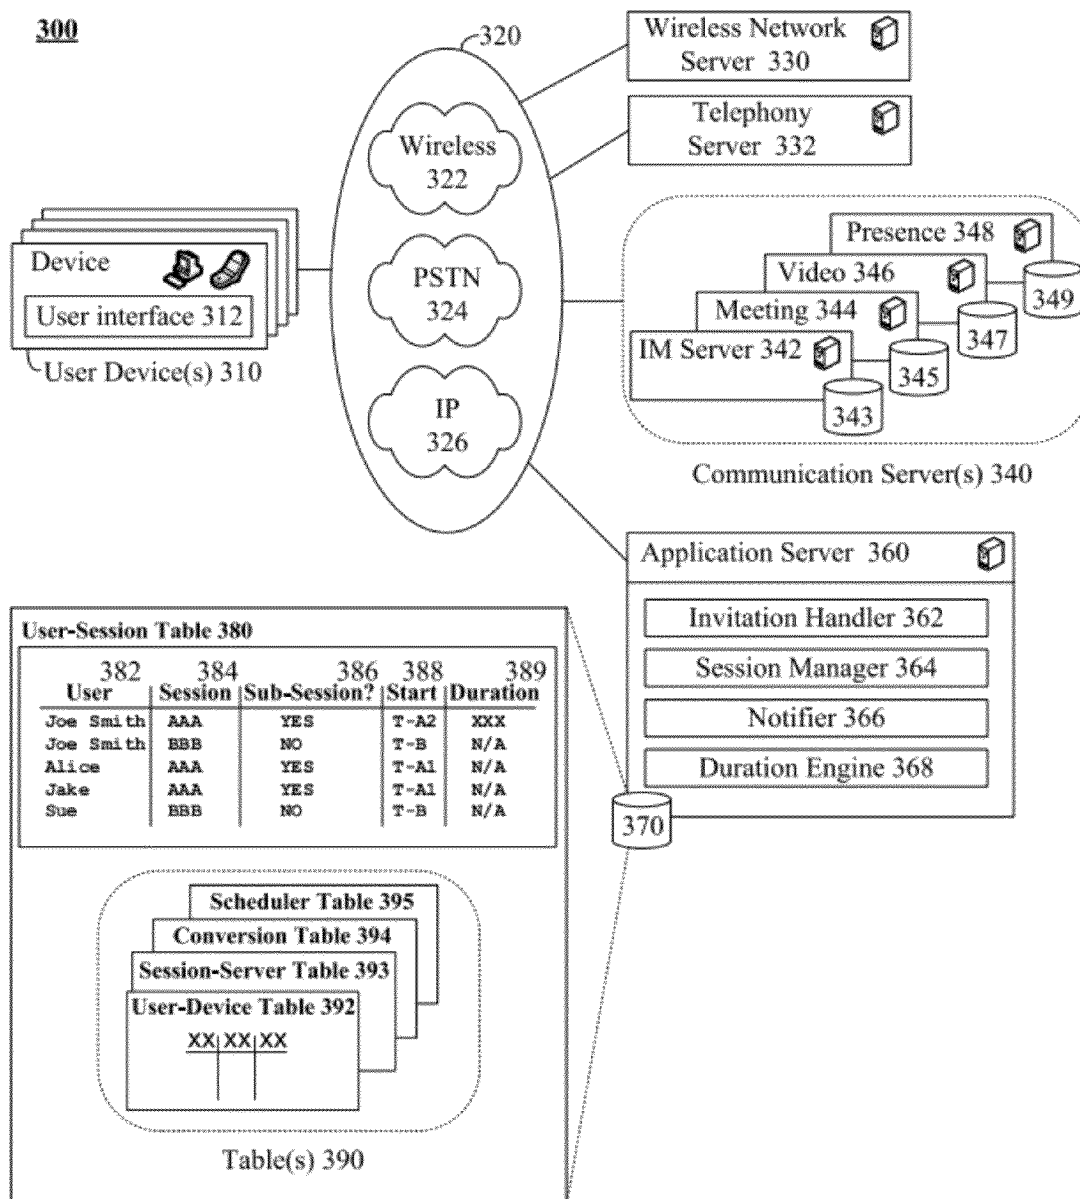 300
320
Wireless Network
Server 330
Telephony
Server 332
Wireless
322
PSTN
324
IP
326
Device
User interface 312
User Device(s) 310
Presence 348
Video 346
Meeting 344
IM Server 342
349
347
345
343
Communication Server(s) 340
Application Server 360
Invitation Handler 362
Session Manager 364
Notifier 366
Duration Engine 368
370
User-Session Table 380
382 384 386 388 389
User Session Sub-Session? Start Duration
Joe Smith AAA YES T-A2 XXX
Joe Smith BBB NO T-B N/A
Alice AAA YES T-A1 N/A
Jake AAA YES T-A1 N/A
Sue BBB NO T-B N/A
Scheduler Table 395
Conversion Table 394
Session-Server Table 393
User-Device Table 392
XX XX XX
Table(s) 390